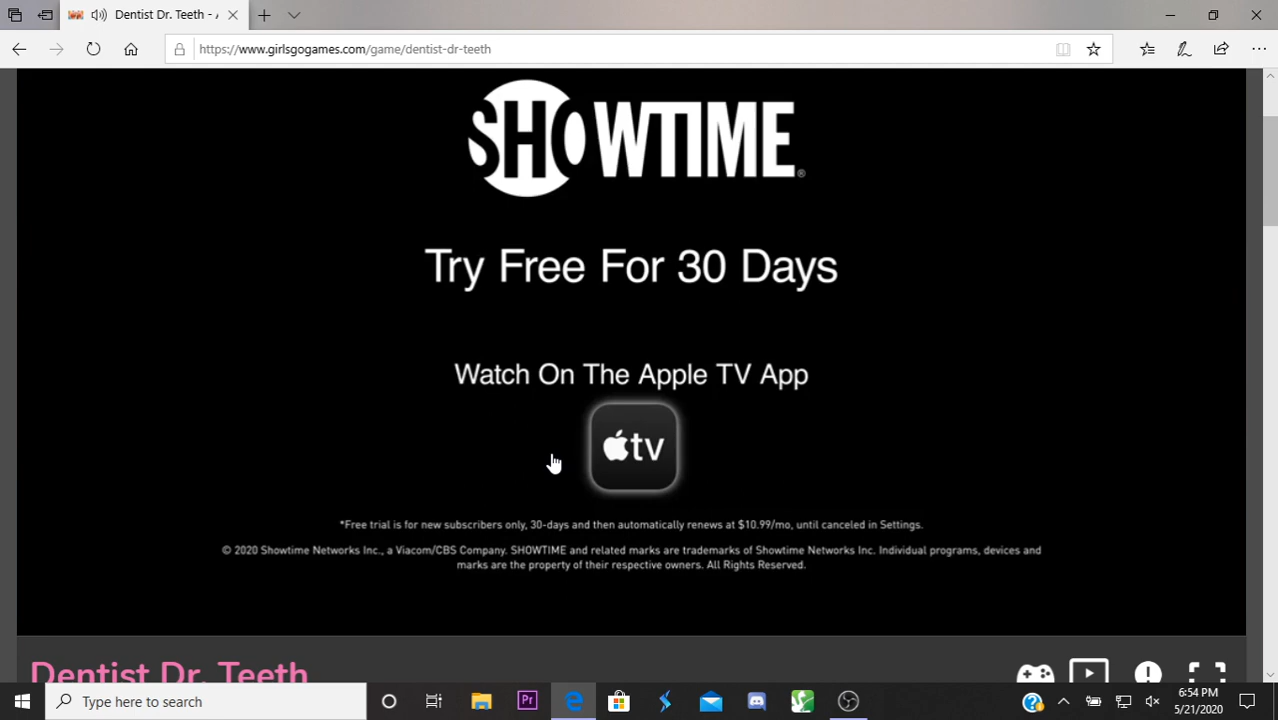 Dentist Dr. Teeth - A
https://www.girlsgogames.com/game/dentist-dr-teeth
SHOWTIME®
Try Free For 30 Days
Watch On The Apple TV App
tv
*Free trial is for new subscribers only, 30-days and then automatically renews at $10.99/mo, until canceled in Settings.
© 2020 Showtime Networks Inc., a Viacom/CBS Company. SHOWTIME and related marks are trademarks of Showtime Networks Inc. Individual programs, devices and
marks are the property of their respective owners. All Rights Reserved.
Dentist Dr. Teeth
Type here to search
Pr
6:54 PM
5/21/2020